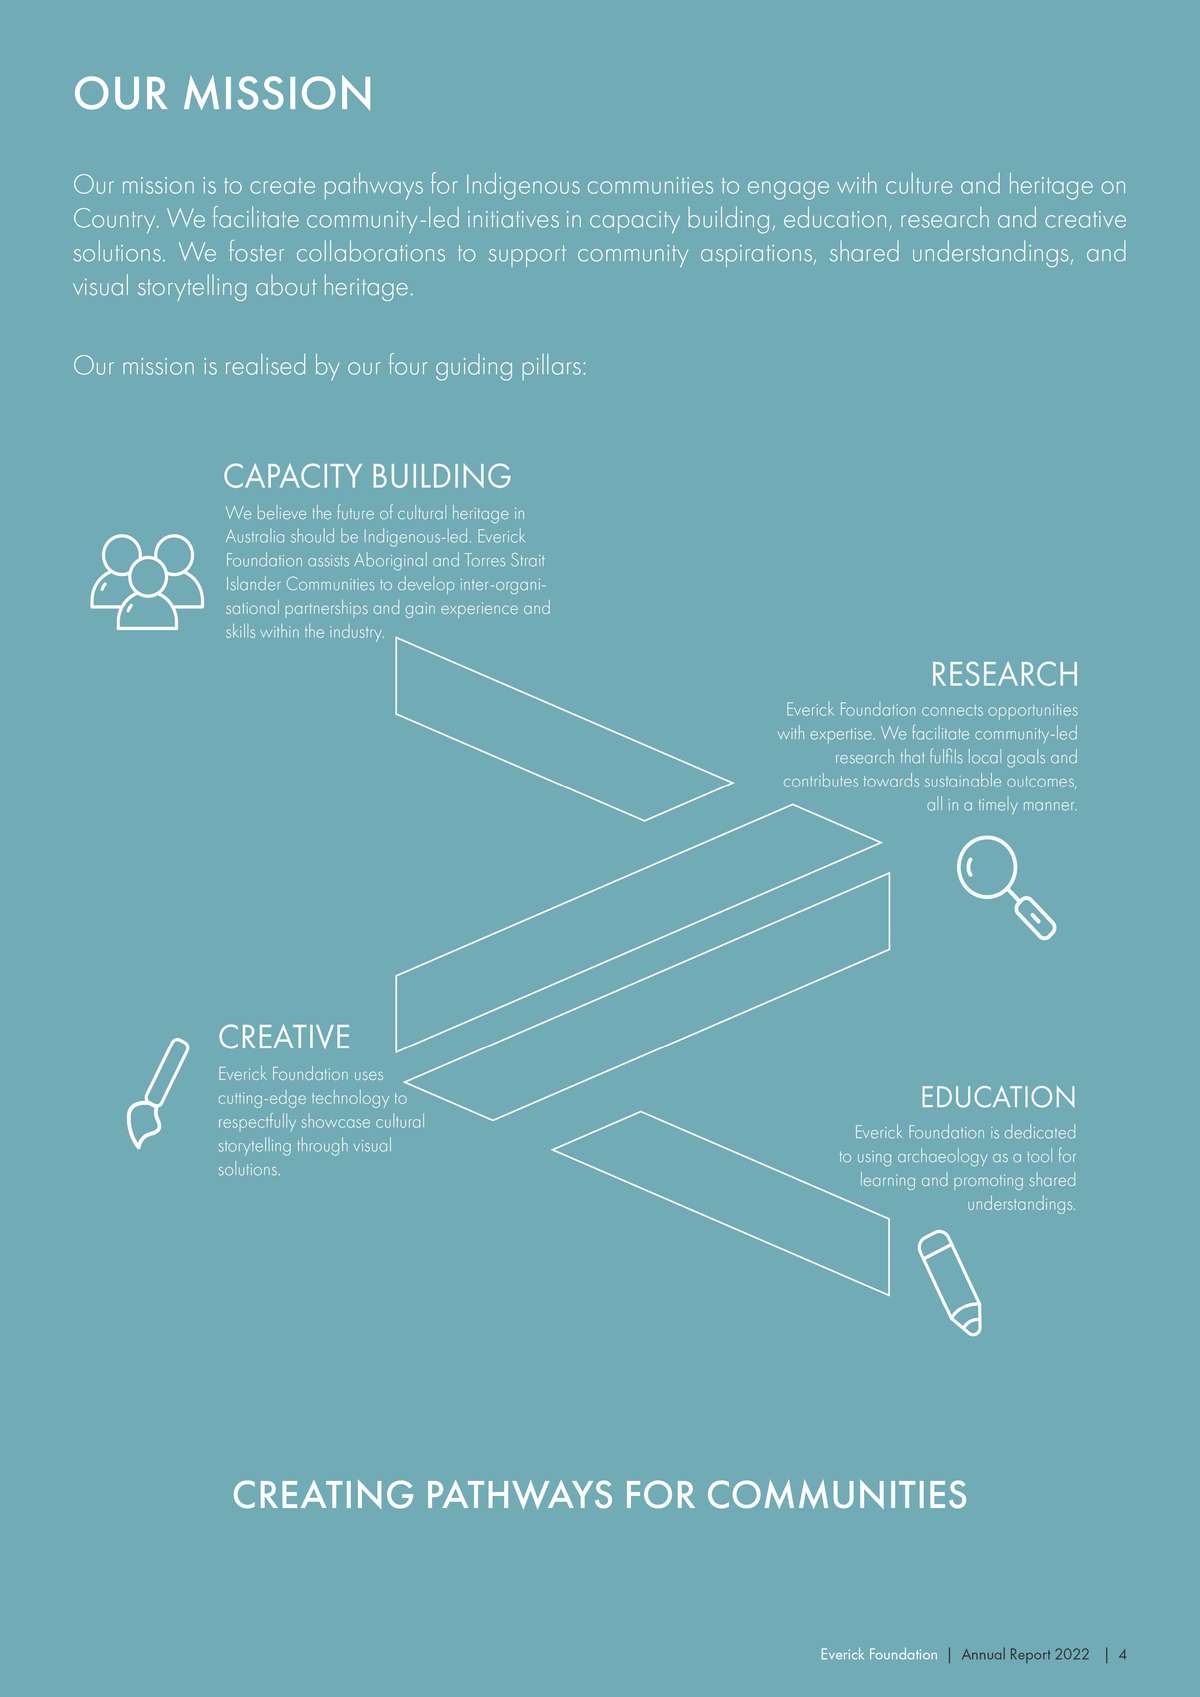 OUR MISSION
Our mission is to create pathways for Indigenous communities to engage with culture and heritage on
Country. We facilitate community-led initiatives in capacity building, education, research and creative
solutions. We foster collaborations to support community aspirations, shared understandings, and
visual storytelling about heritage.
Our mission is realised by our four guiding pillars:
CAPACITY BUILDING
We believe the future of cultural heritage in
Australia should be Indigenous-led. Everick
Foundation assists Aboriginal and Torres Strait
Islander Communities to develop inter-organi-
sational partnerships and gain experience and
skills within the industry.
RESEARCH
Everick Foundation connects opportunities
with expertise. We facilitate community-led
research that fulfils local goals and
contributes towards sustainable outcomes,
all in a timely manner.
CREATIVE
Everick Foundation uses
cutting-edge technology to
respectfully showcase cultural
storytelling through visual
solutions.
EDUCATION
Everick Foundation is dedicated
to using archaeology as a tool for
learning and promoting shared
understandings.
CREATING PATHWAYS FOR COMMUNITIES
Everick Foundation | Annual Report 2022 | 4